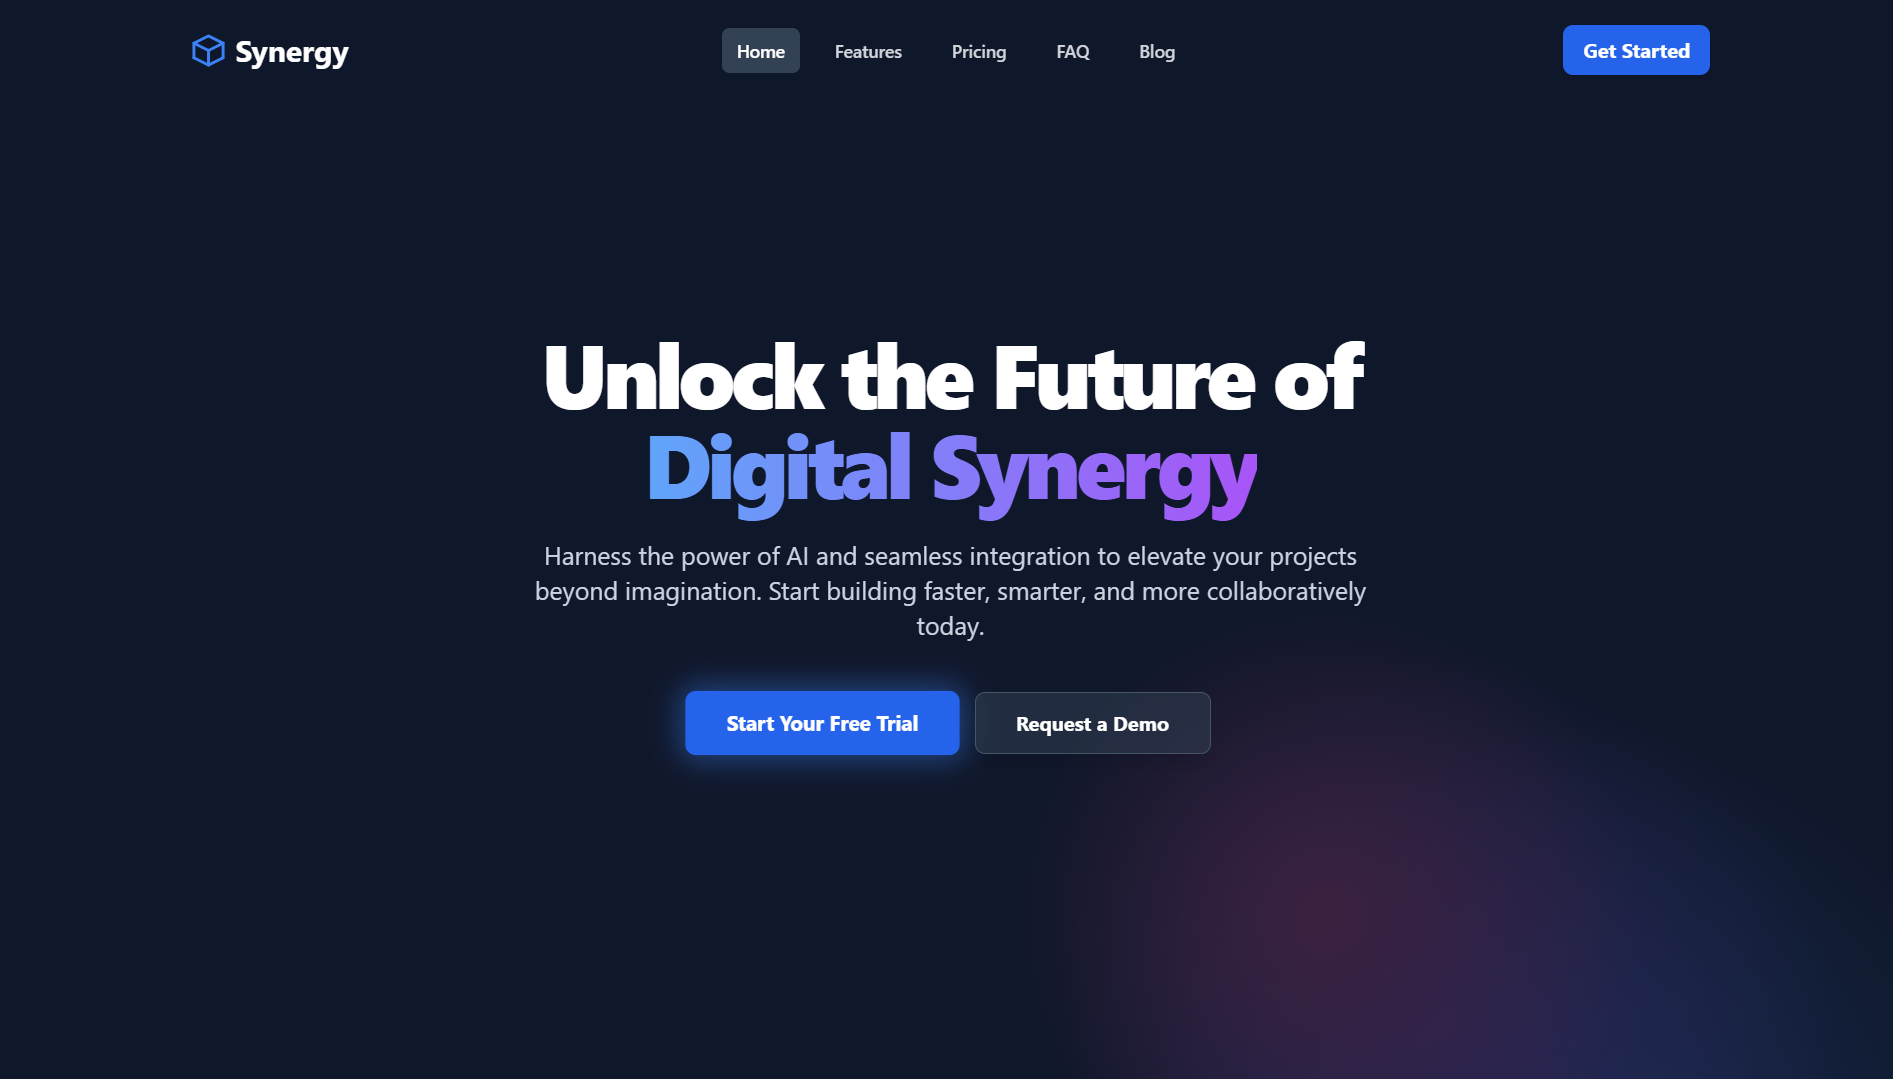 Synergy
Home
Features
Pricing
FAQ
Blog
Get Started
Unlock the Future of
Digital Synergy
Harness the power of AI and seamless integration to elevate your projects
beyond imagination. Start building faster, smarter, and more collaboratively
today.
Start Your Free Trial
Request a Demo